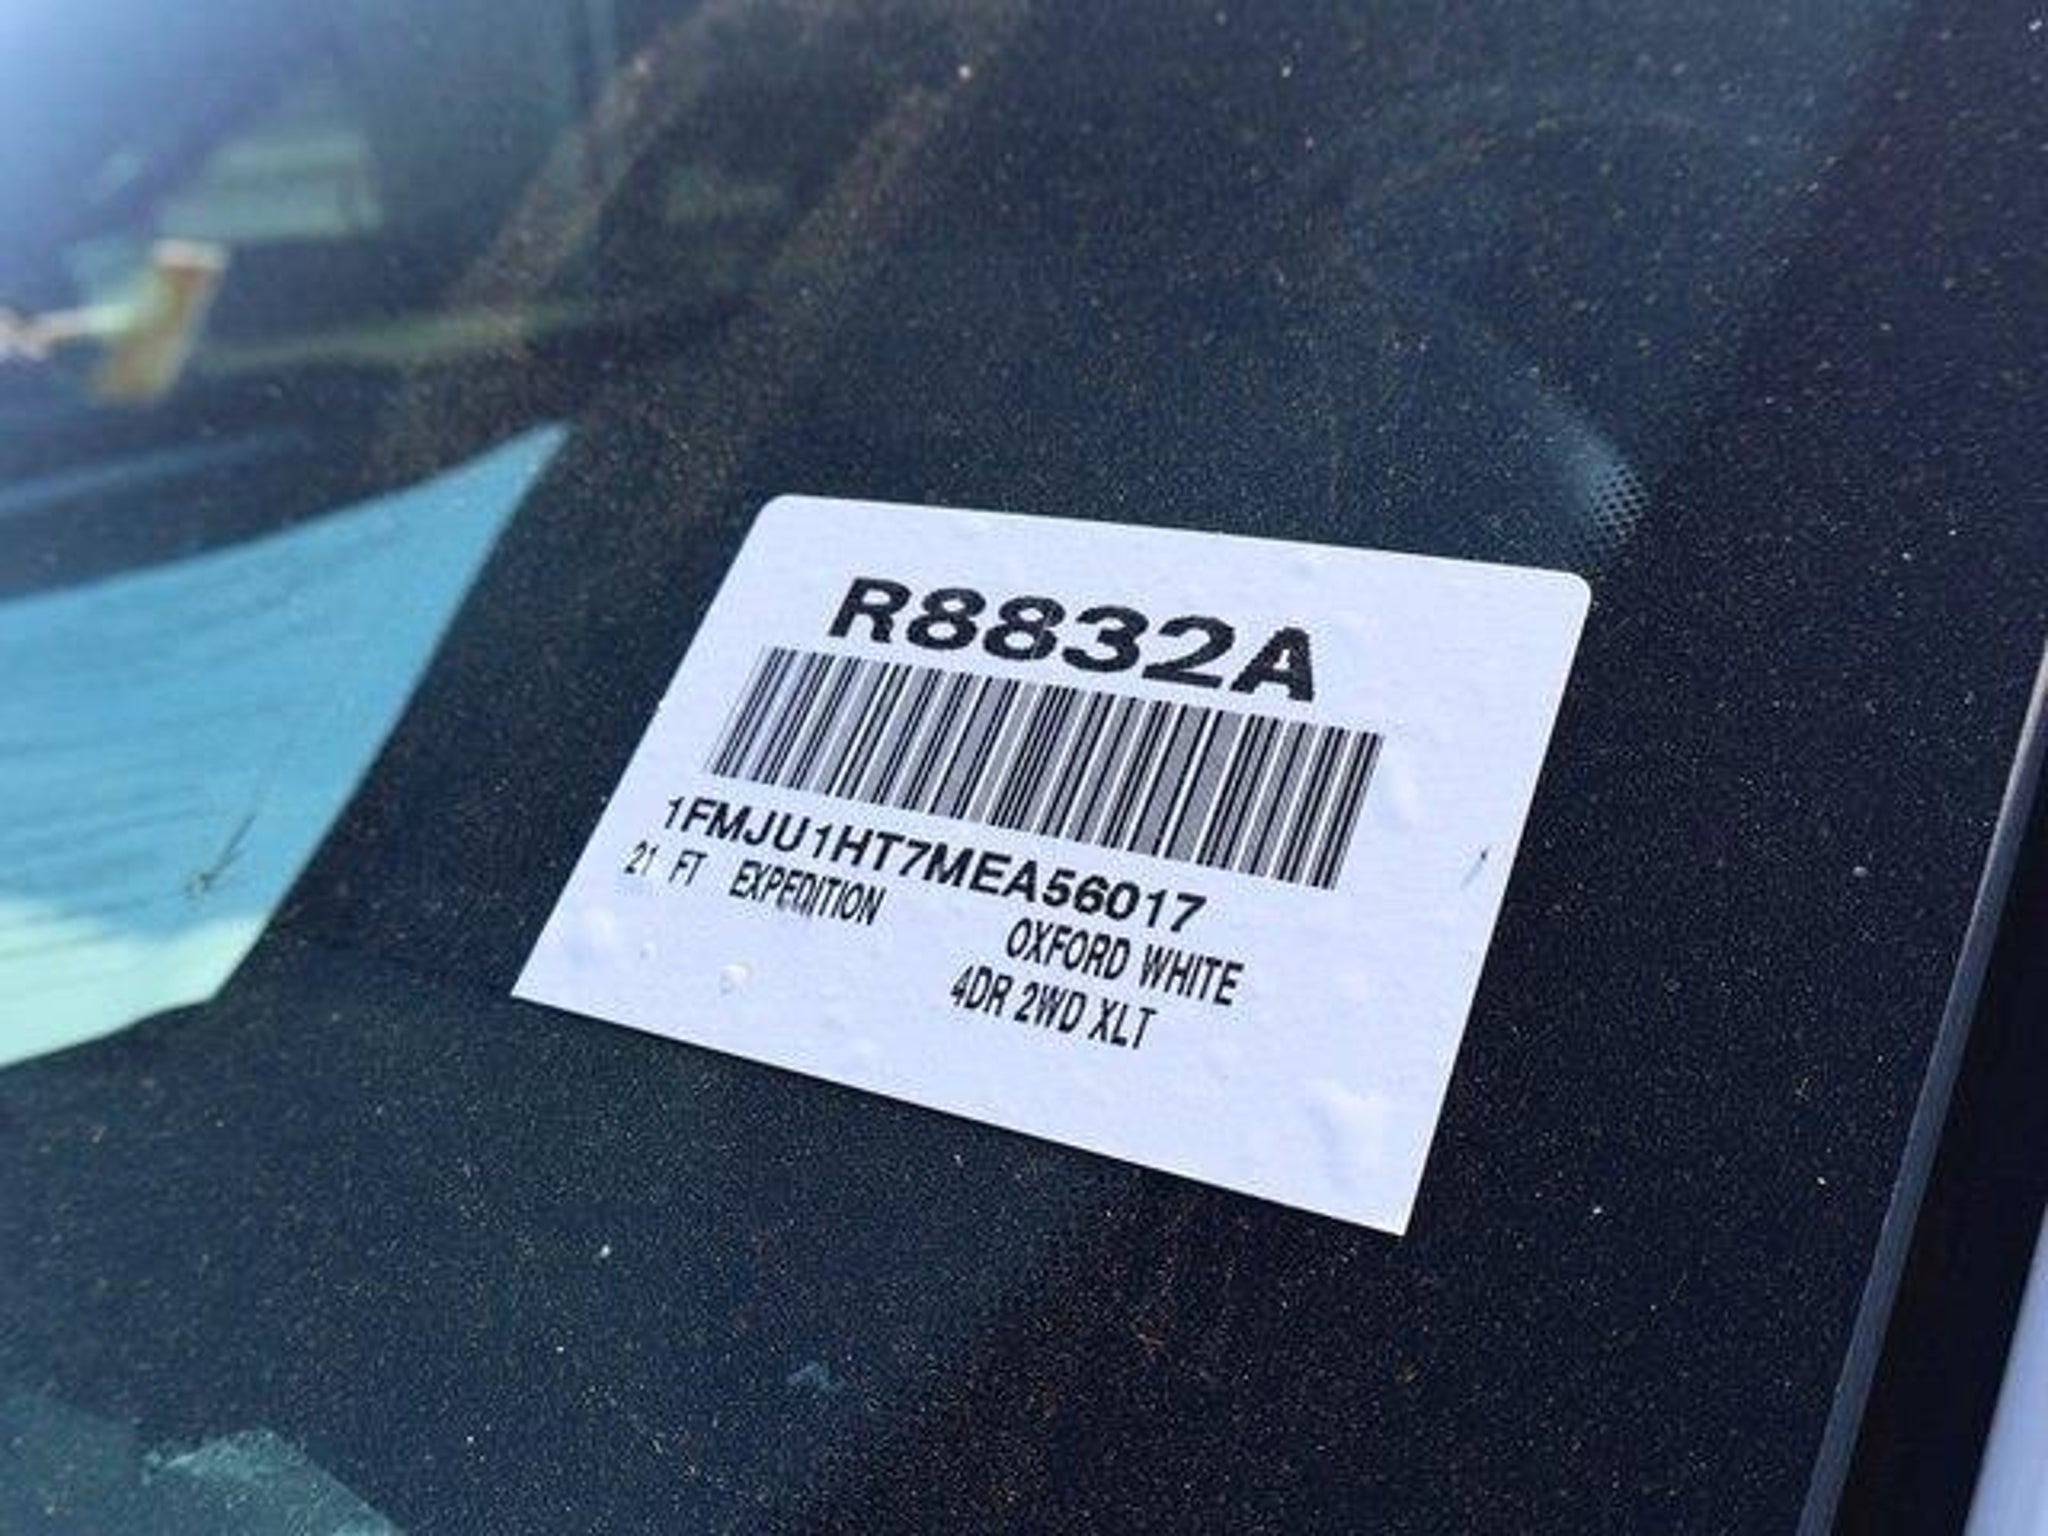 R8832A
1FMJU1HT7MEA56017
21 FT EXPEDITION
OXFORD WHITE
4DR 2WD XLT